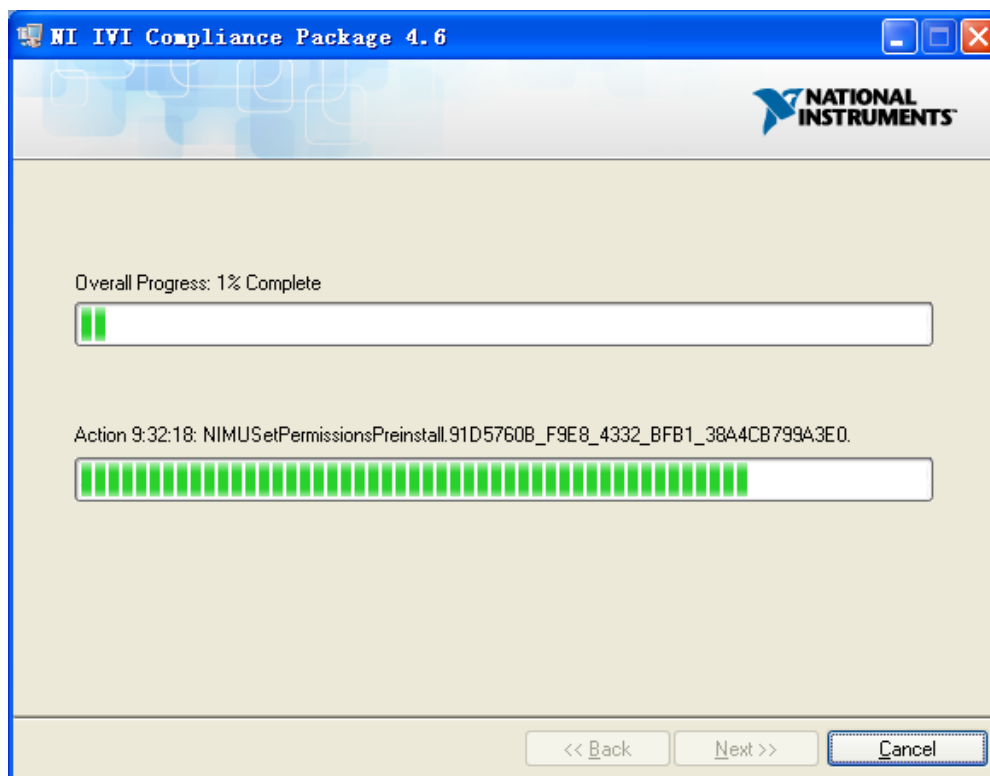 NI IVI Compliance Package 4.6
NATIONAL
INSTRUMENTS™
Overall Progress: 1% Complete
Action 9:32:18: NIMUSetPermissionsPreinstall.91D5760B_F9E8_4332_BFB1_38A4CB799A3E0.
<< Back
Next >>
Cancel